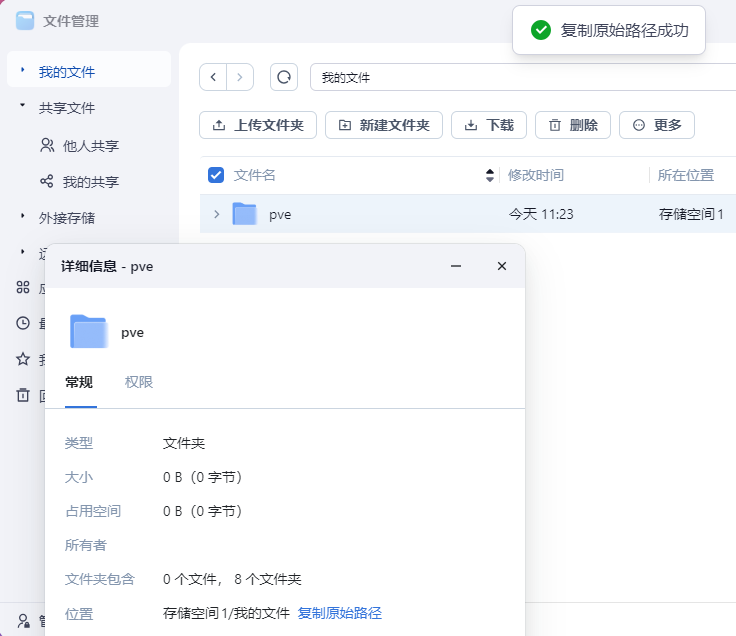 文件管理
复制原始路径成功
我的文件
我的文件
共享文件
上传文件夹 新建文件夹 下载 删除 更多
他人共享
文件名 修改时间 所在位置
我的共享
外接存储
pve 今天 11:23 存储空间1
详细信息 - pve
pve
常规 权限
类型 文件夹
大小 0 B（0 字节）
占用空间 0 B（0 字节）
所有者
文件夹包含 0 个文件， 8 个文件夹
位置 存储空间1/我的文件 复制原始路径